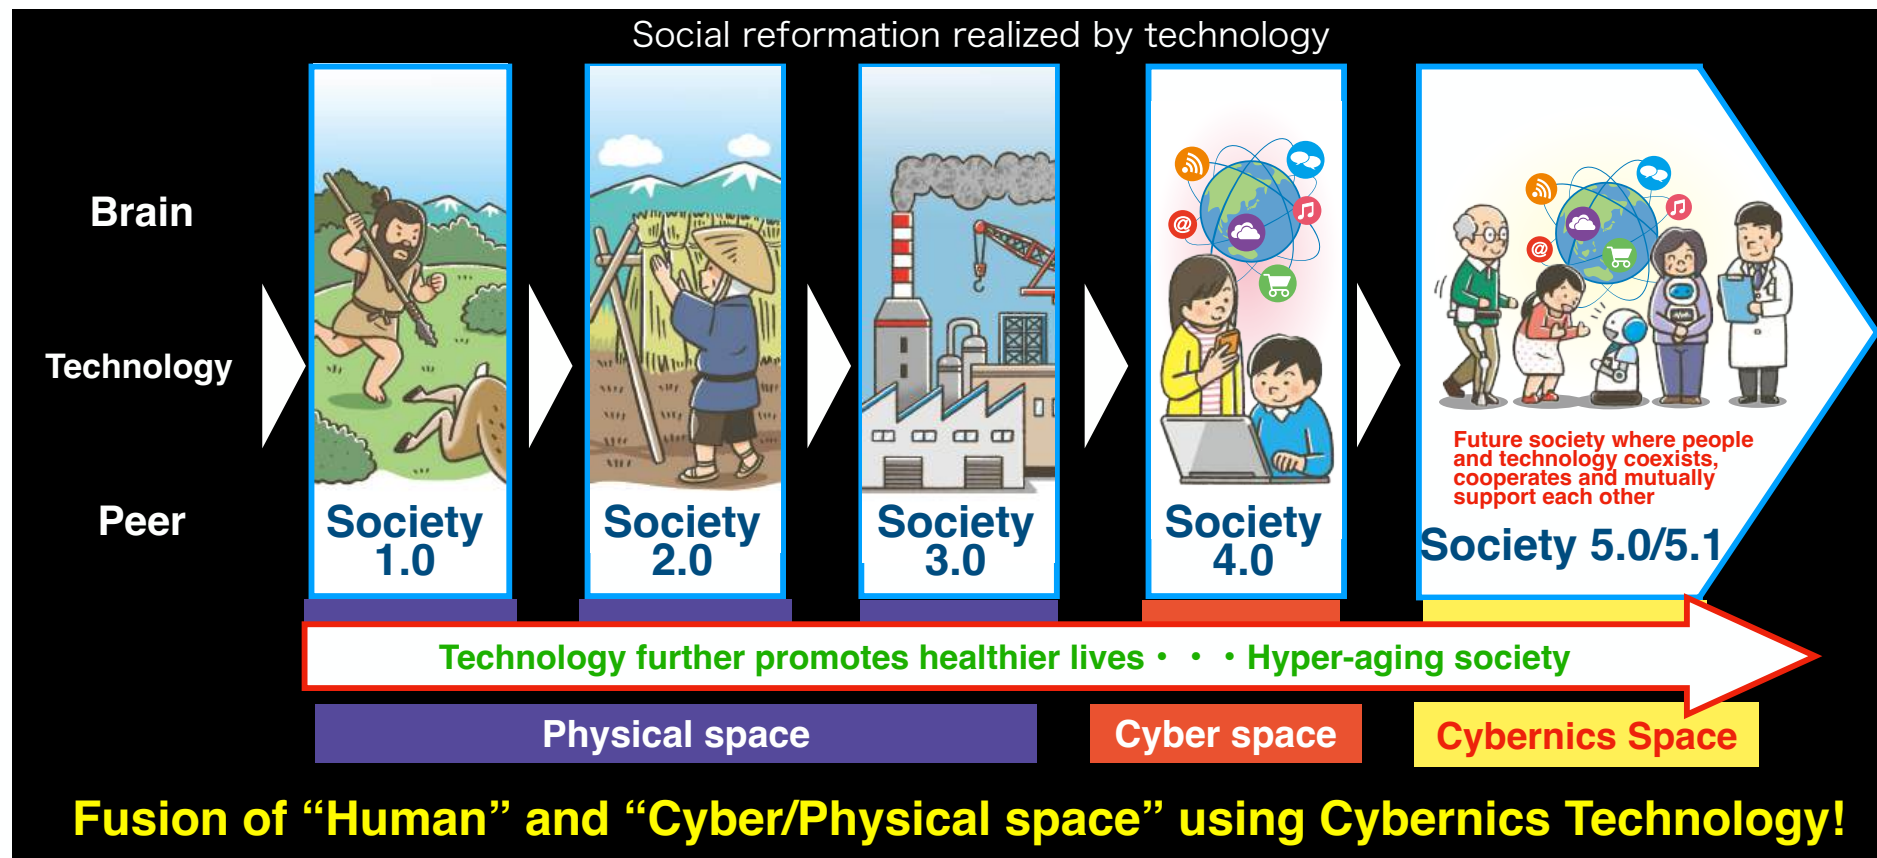 Social reformation realized by technology
Brain
Technology
Peer
Society
1.0
Society
2.0
Society
3.0
@
Society
4.0
@
Future society where people
and technology coexists,
cooperates and mutually
support each other
Society 5.0/5.1
Technology further promotes healthier lives・・・Hyper-aging society
Physical space
Cyber space
Cybernics Space
Fusion of “Human” and “Cyber/Physical space” using Cybernics Technology!